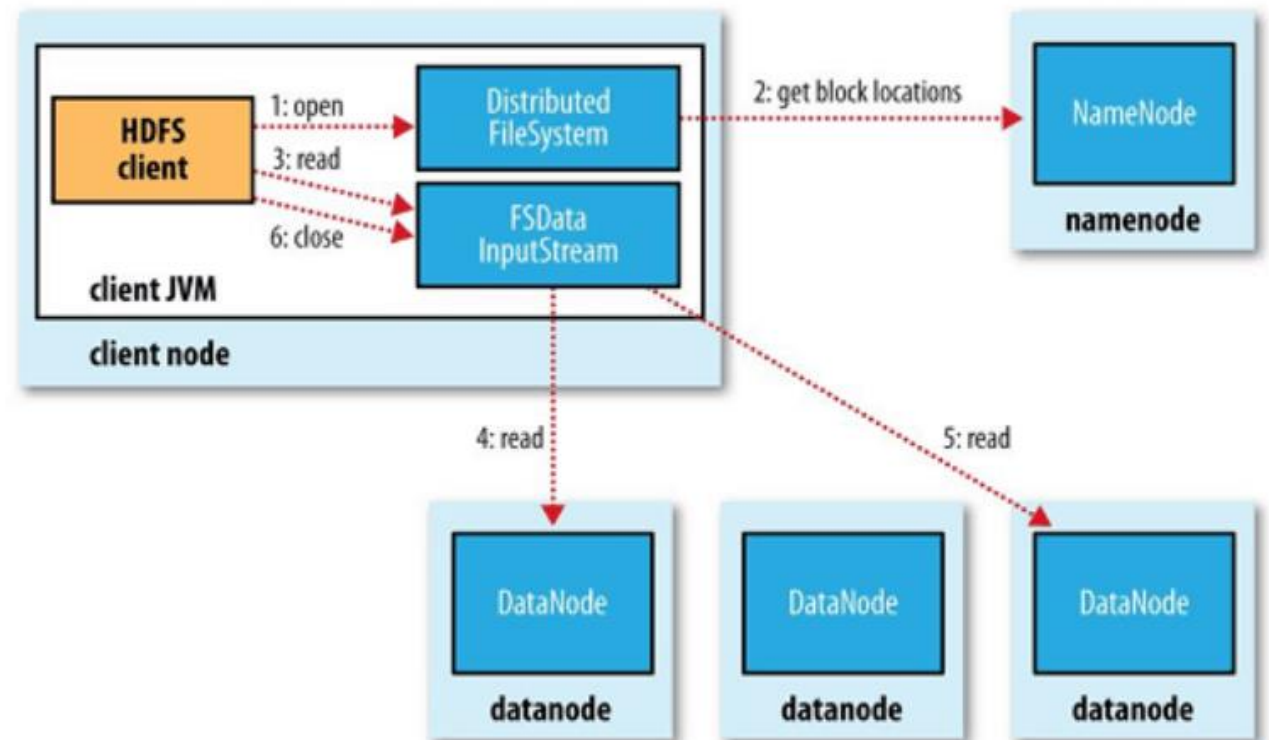 HDFS
client
1: open
3: read
6: close
Distributed
FileSystem
FSData
InputStream
client JVM
client node
2: get block locations
NameNode
namenode
4: read
5: read
DataNode
datanode
DataNode
datanode
DataNode
datanode